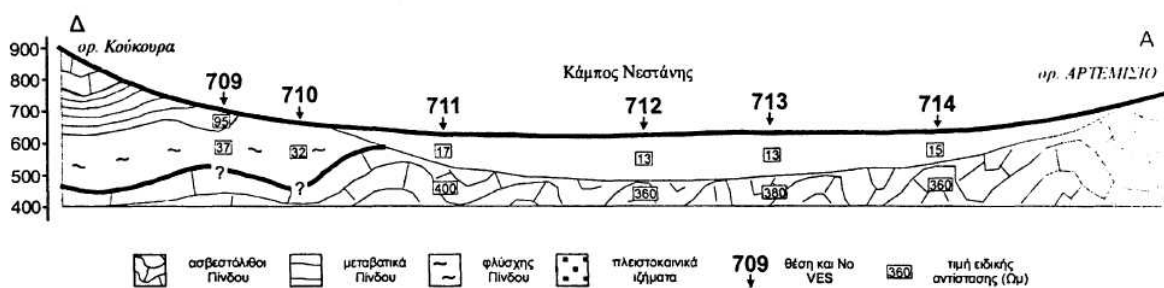 Δ
Α
ορ. Κούκουρα
Κάμπος Νεστάνης
ορ. ΑΡΤΕΜΙΣΙΟ
900
800
700
600
500
400
709
710
711
712
713
714
95
37
32
17
13
13
15
?
?
400
360
380
360
ασβεστόλιθοι Πίνδου
μεταβατικά Πίνδου
φλύσχης Πίνδου
πλειστοκαινικά ιζήματα
709
θέση και Νο VES
360
τιμή ειδικής αντίστασης (Ωμ)